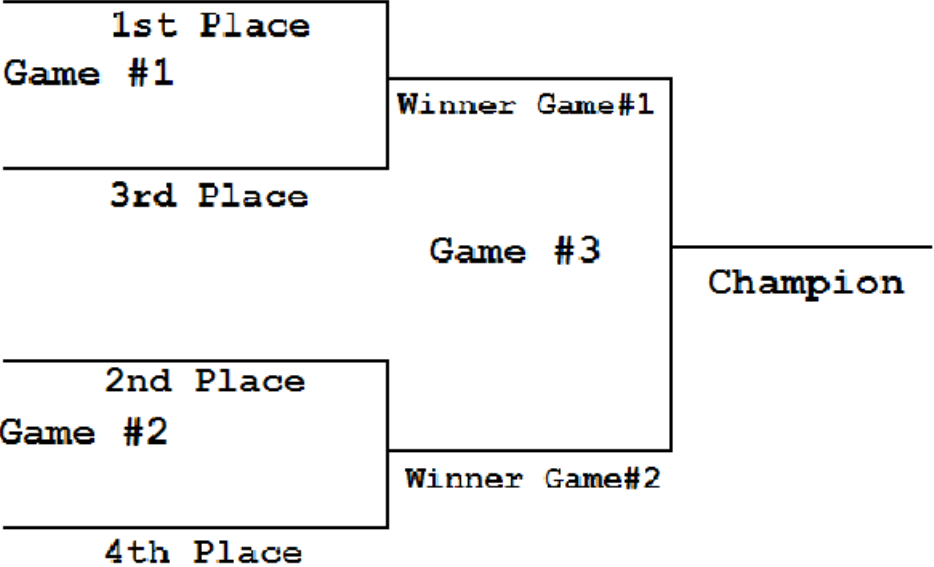 1st Place
Game #1
Winner Game#1
3rd Place
Game #3
Champion
2nd Place
Game #2
Winner Game#2
4th Place